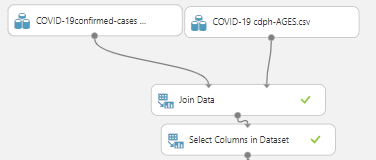 COVID-19confirmed-cases ...
COVID-19 cdph-AGES.csv
Join Data
Select Columns in Dataset